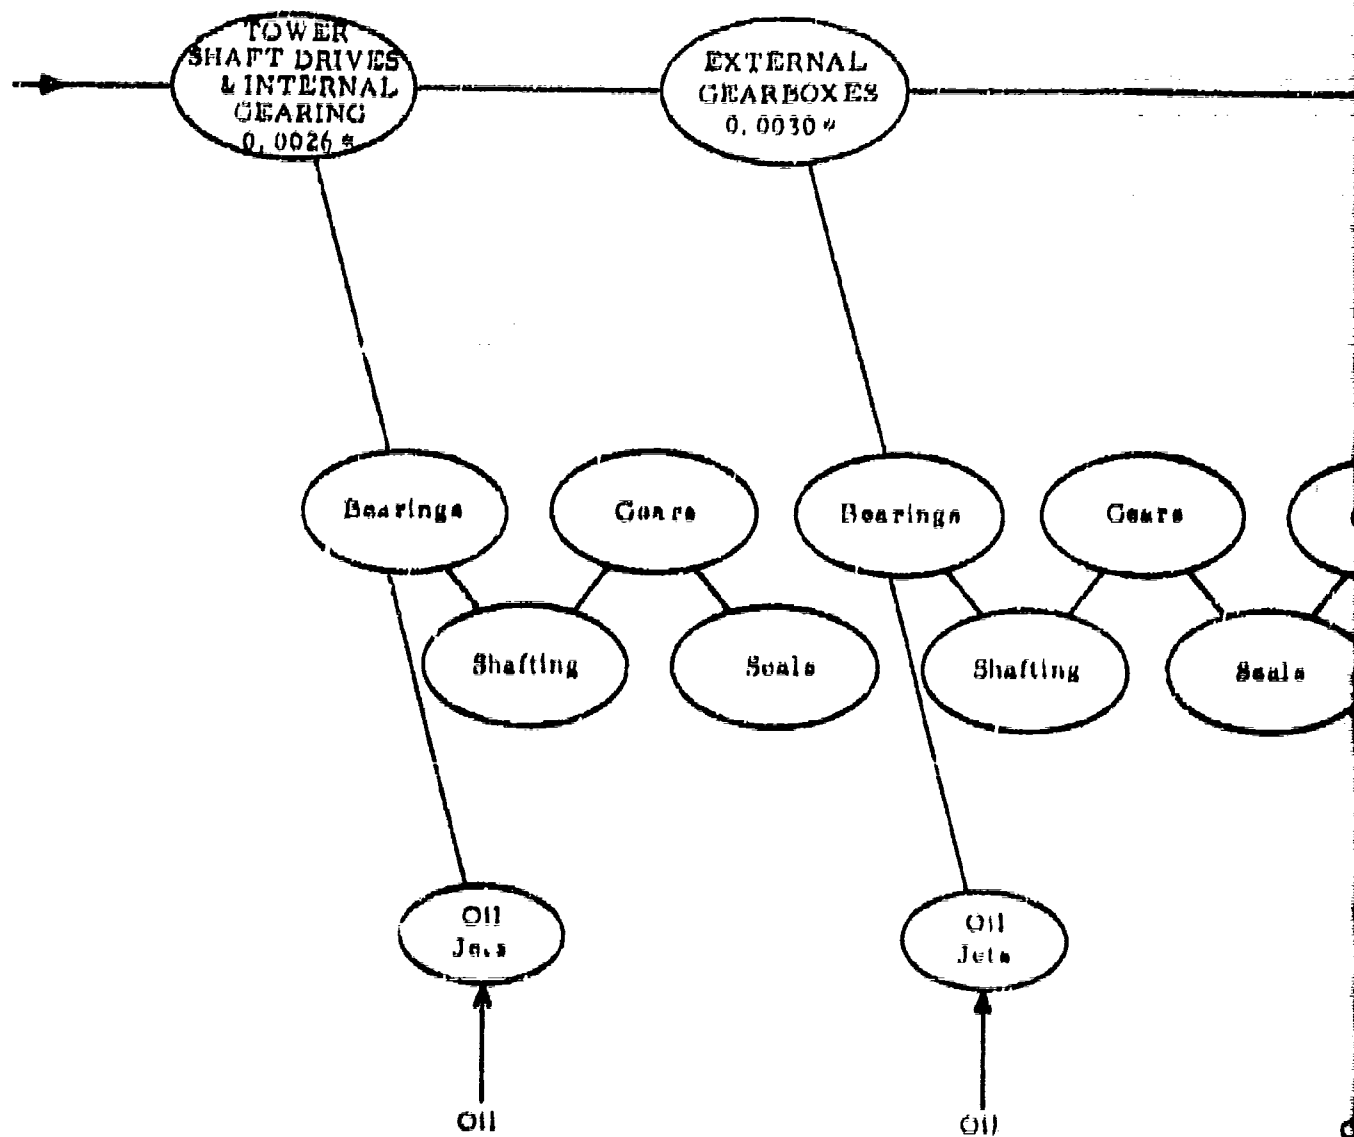 TOWER
SHAFT DRIVES
& INTERNAL
GEARING
0.0026 *
EXTERNAL
GEARBOXES
0.0030 *
Bearings
Gears
Bearings
Gears
Shafting
Seals
Shafting
Seals
Oil
Jets
Oil
Jets
Oil
Oil